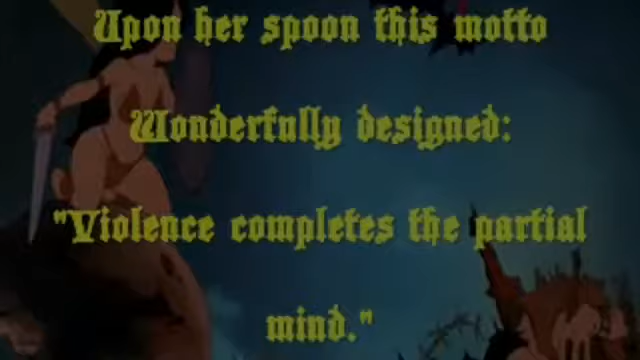 Upon her spoon this motto
Wonderfully designed:
"Violence completes the partial
mind."